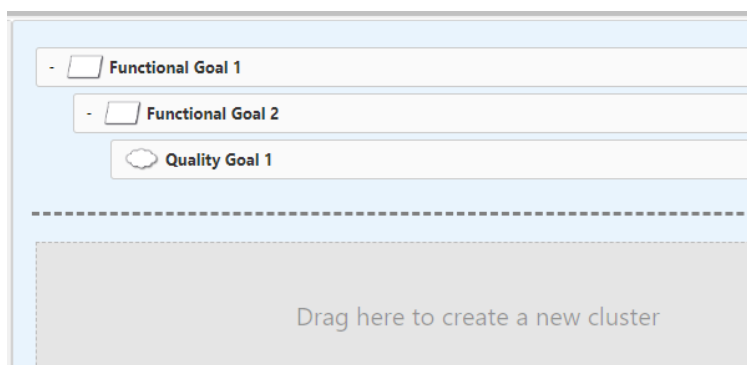 - Functional Goal 1
- Functional Goal 2
Quality Goal 1
Drag here to create a new cluster